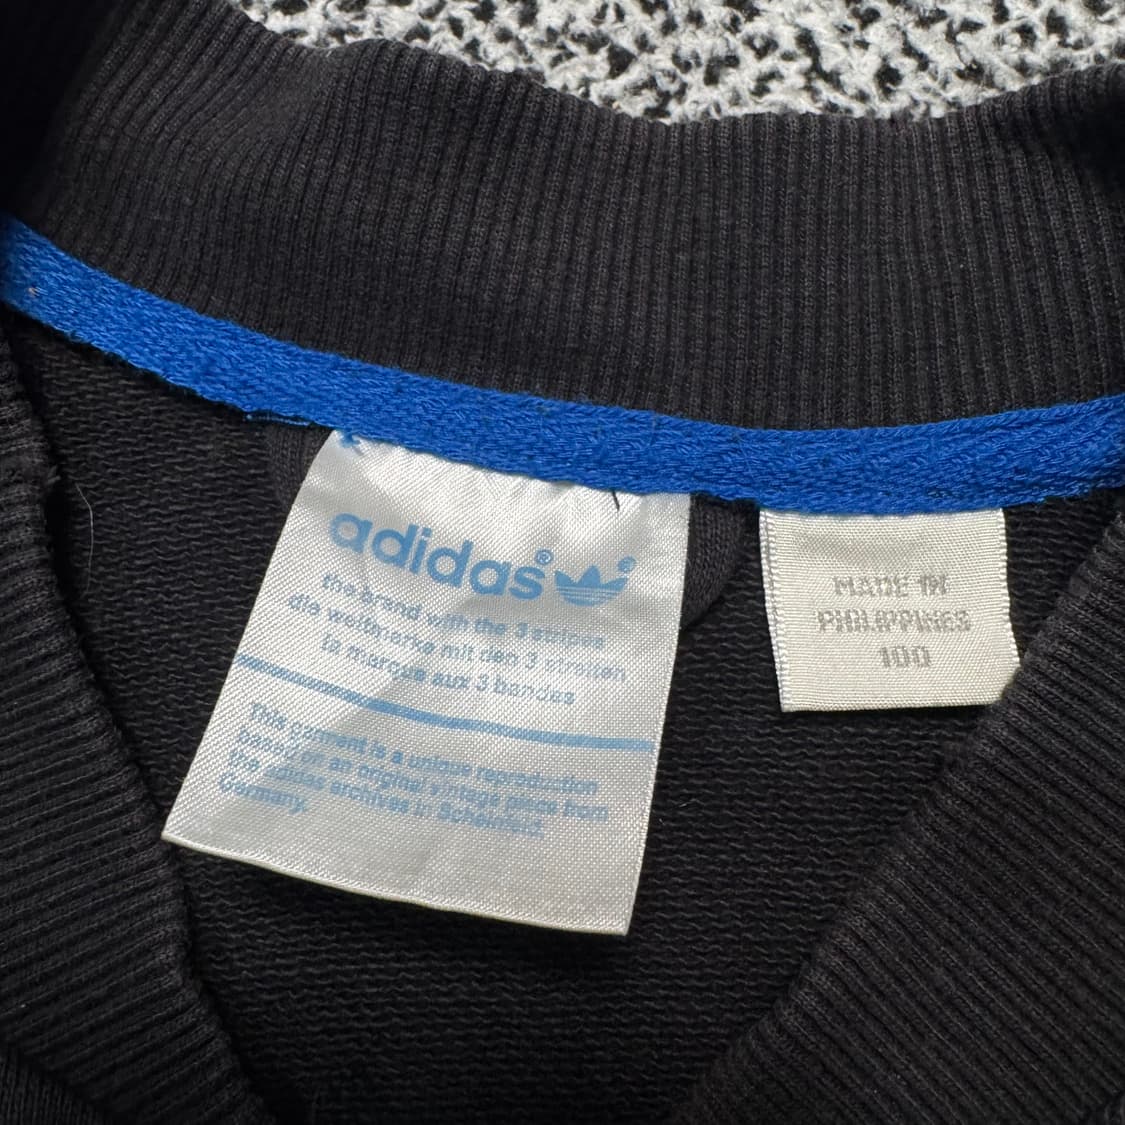 adidas®
the brand with the 3 stripes
die weltmarke mit den 3 streifen
la marque aux 3 bandes
This garment is a unique reproduction
based on an original vintage piece from
the adidas archives in Scheinfeld,
Germany.
MADE IN
PHILIPPINES
100